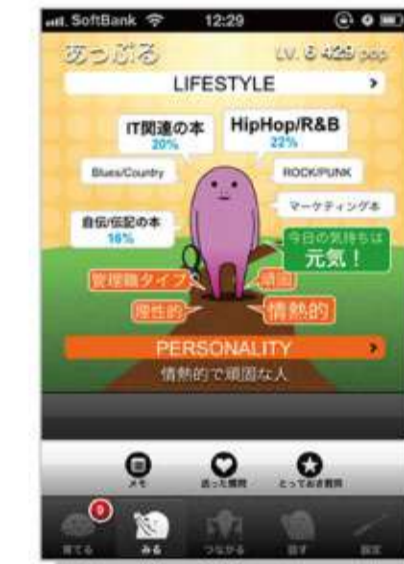 SoftBank 12:29
あっぷる LV. 6 429 pop
LIFESTYLE
IT関連の本
20%
HipHop/R&B
22%
Blues/Country
ROCK/PUNK
マーケティング本
自伝/伝記の本
16%
今日の気持ちは
元気！
管理職タイプ
頑固
理性的
情熱的
PERSONALITY
情熱的で頑固な人
メモ
送った質問
とっておき質問
9
育てる
みる
つながる
話す
設定